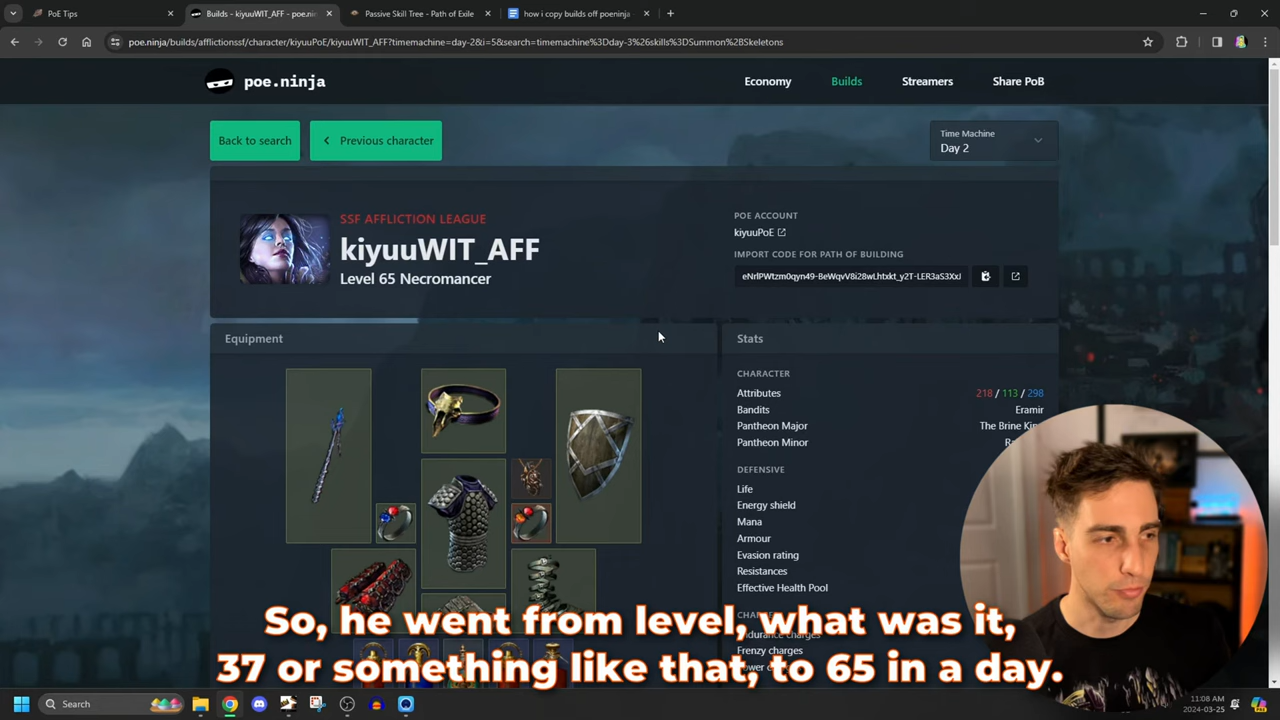 PoE Tips
Builds - kiyuuWIT_AFF - poe.nin
Passive Skill Tree - Path of Exile
how i copy builds off poeninja
poe.ninja/builds/afflictionssf/character/kiyuuPoE/kiyuuWIT_AFF?timemachine=day-2&i=5&search=timemachine%3Dday-3%26skills%3DSummon%2BSkeletons
poe.ninja
Economy
Builds
Streamers
Share PoB
Back to search
Previous character
Time Machine
Day 2
SSF AFFLICTION LEAGUE
kiyuuWIT_AFF
Level 65 Necromancer
POE ACCOUNT
kiyuuPoE
IMPORT CODE FOR PATH OF BUILDING
Equipment
Stats
CHARACTER
Attributes 218 / 113 / 298
Bandits Eramir
Pantheon Major The Brine Kin
Pantheon Minor
DEFENSIVE
Life
Energy shield
Mana
Armour
Evasion rating
Resistances
Effective Health Pool
Endurance charges
Frenzy charges
So, he went from level, what was it,
37 or something like that, to 65 in a day.
Search
11:08 AM
2024-03-25